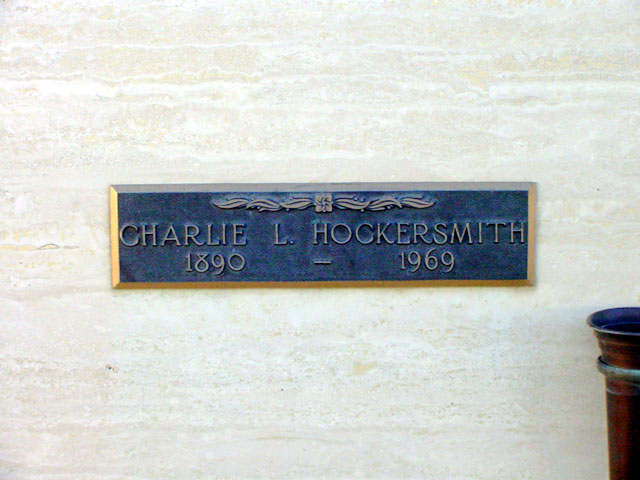 CHARLIE L. HOCKERSMITH
1890 — 1969